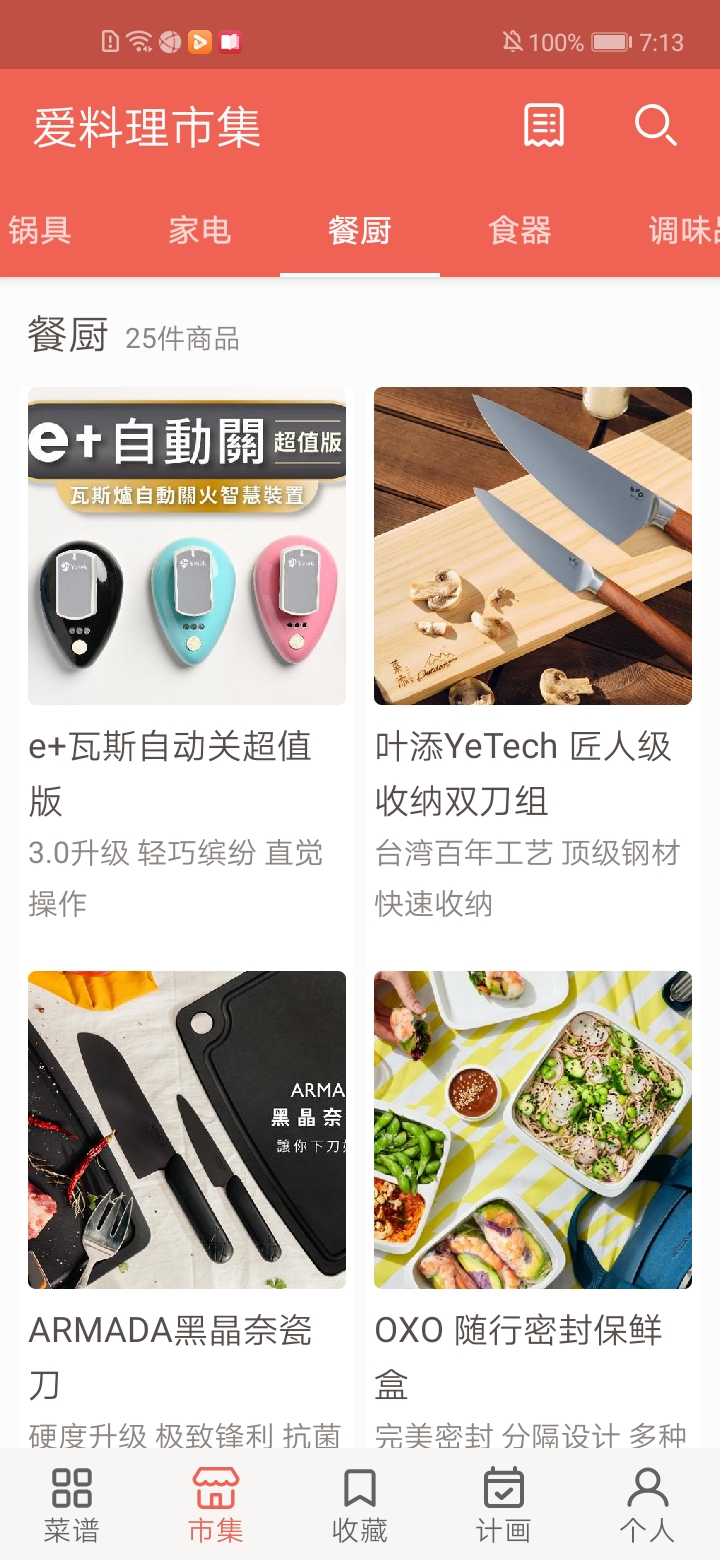 100% 7:13
爱料理市集
锅具 家电 餐厨 食器 调味品
餐厨 25件商品
e+自動關 超值版
瓦斯爐自動關火智慧裝置
Yetek Yetek Yetek
e+瓦斯自动关超值
版
3.0升级 轻巧缤纷 直觉
操作
叶添YeTech 匠人级
收纳双刀组
台湾百年工艺 顶级钢材
快速收纳
ARMA
黑晶奈
讓你下刀
ARMADA黑晶奈瓷
刀
硬度升级 极致锋利 抗菌
OXO 随行密封保鲜
盒
完美密封 分隔设计 多种
菜谱 市集 收藏 计画 个人